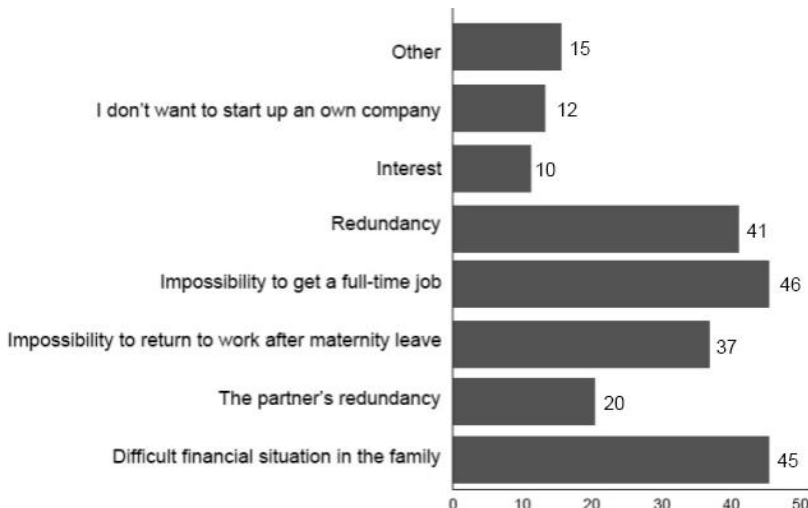 Other 15
I don't want to start up an own company 12
Interest 10
Redundancy 41
Impossibility to get a full-time job 46
Impossibility to return to work after maternity leave 37
The partner's redundancy 20
Difficult financial situation in the family 45
0 10 20 30 40 50